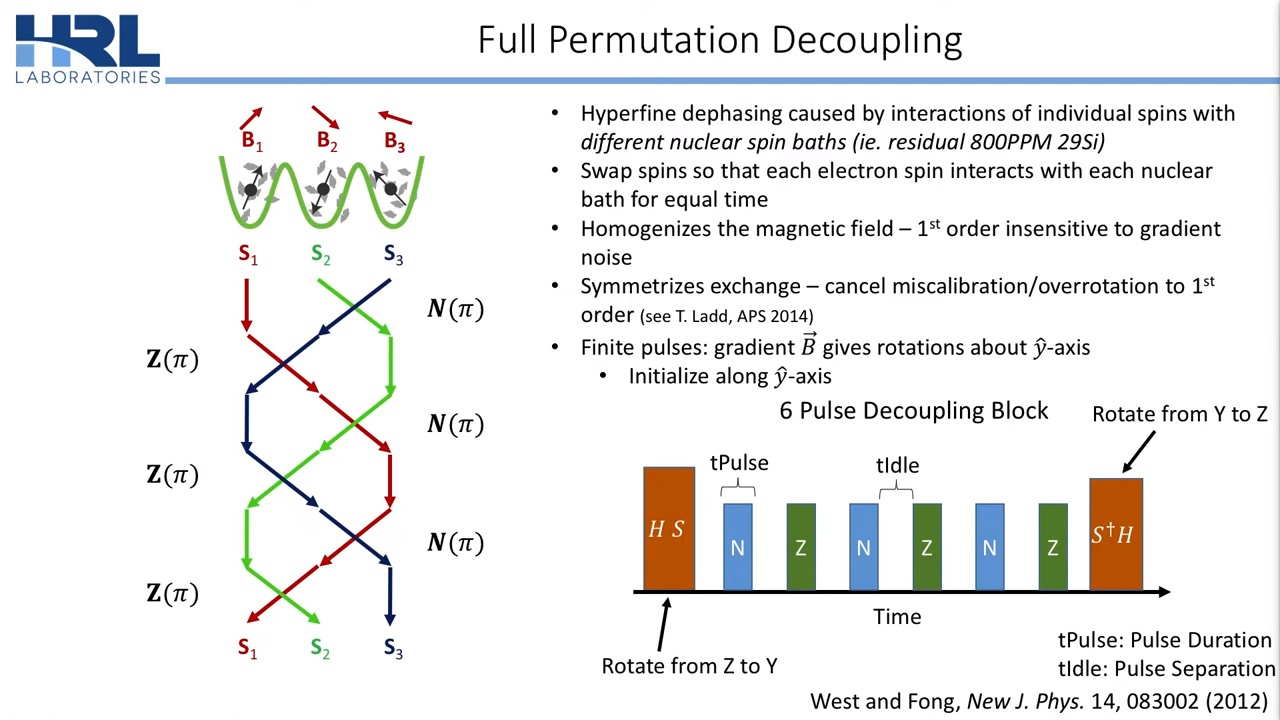 HRL
LABORATORIES
Full Permutation Decoupling
B₁ B₂ B₃
S₁ S₂ S₃
N(π)
Z(π)
N(π)
Z(π)
N(π)
Z(π)
S₁ S₂ S₃
• Hyperfine dephasing caused by interactions of individual spins with
different nuclear spin baths (ie. residual 800PPM 29Si)
• Swap spins so that each electron spin interacts with each nuclear
bath for equal time
• Homogenizes the magnetic field – 1st order insensitive to gradient
noise
• Symmetrizes exchange – cancel miscalibration/overrotation to 1st
order (see T. Ladd, APS 2014)
• Finite pulses: gradient B⃗ gives rotations about ŷ-axis
• Initialize along ŷ-axis
6 Pulse Decoupling Block
Rotate from Y to Z
tPulse
tIdle
H S N Z N Z N Z S†H
Time
Rotate from Z to Y
tPulse: Pulse Duration
tIdle: Pulse Separation
West and Fong, New J. Phys. 14, 083002 (2012)